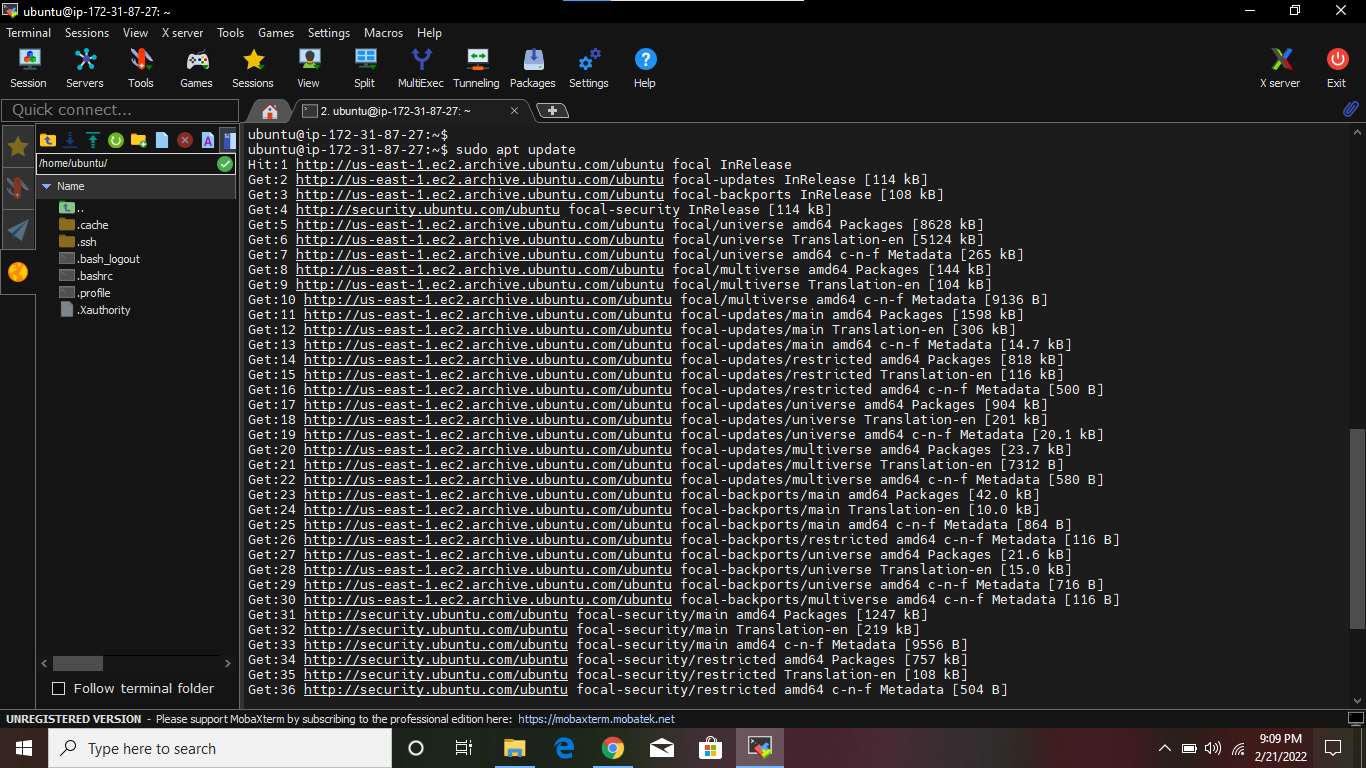 ubuntu@ip-172-31-87-27: ~
Terminal Sessions View X server Tools Games Settings Macros Help
Session Servers Tools Games Sessions View Split MultiExec Tunneling Packages Settings Help X server Exit
Quick connect...
2. ubuntu@ip-172-31-87-27: ~
/home/ubuntu/
Name
..
.cache
.ssh
.bash_logout
.bashrc
.profile
.Xauthority
Follow terminal folder
ubuntu@ip-172-31-87-27:~$
ubuntu@ip-172-31-87-27:~$ sudo apt update
Hit:1 http://us-east-1.ec2.archive.ubuntu.com/ubuntu focal InRelease
Get:2 http://us-east-1.ec2.archive.ubuntu.com/ubuntu focal-updates InRelease [114 kB]
Get:3 http://us-east-1.ec2.archive.ubuntu.com/ubuntu focal-backports InRelease [108 kB]
Get:4 http://security.ubuntu.com/ubuntu focal-security InRelease [114 kB]
Get:5 http://us-east-1.ec2.archive.ubuntu.com/ubuntu focal/universe amd64 Packages [8628 kB]
Get:6 http://us-east-1.ec2.archive.ubuntu.com/ubuntu focal/universe Translation-en [5124 kB]
Get:7 http://us-east-1.ec2.archive.ubuntu.com/ubuntu focal/universe amd64 c-n-f Metadata [265 kB]
Get:8 http://us-east-1.ec2.archive.ubuntu.com/ubuntu focal/multiverse amd64 Packages [144 kB]
Get:9 http://us-east-1.ec2.archive.ubuntu.com/ubuntu focal/multiverse Translation-en [104 kB]
Get:10 http://us-east-1.ec2.archive.ubuntu.com/ubuntu focal/multiverse amd64 c-n-f Metadata [9136 B]
Get:11 http://us-east-1.ec2.archive.ubuntu.com/ubuntu focal-updates/main amd64 Packages [1598 kB]
Get:12 http://us-east-1.ec2.archive.ubuntu.com/ubuntu focal-updates/main Translation-en [306 kB]
Get:13 http://us-east-1.ec2.archive.ubuntu.com/ubuntu focal-updates/main amd64 c-n-f Metadata [14.7 kB]
Get:14 http://us-east-1.ec2.archive.ubuntu.com/ubuntu focal-updates/restricted amd64 Packages [818 kB]
Get:15 http://us-east-1.ec2.archive.ubuntu.com/ubuntu focal-updates/restricted Translation-en [116 kB]
Get:16 http://us-east-1.ec2.archive.ubuntu.com/ubuntu focal-updates/restricted amd64 c-n-f Metadata [500 B]
Get:17 http://us-east-1.ec2.archive.ubuntu.com/ubuntu focal-updates/universe amd64 Packages [904 kB]
Get:18 http://us-east-1.ec2.archive.ubuntu.com/ubuntu focal-updates/universe Translation-en [201 kB]
Get:19 http://us-east-1.ec2.archive.ubuntu.com/ubuntu focal-updates/universe amd64 c-n-f Metadata [20.1 kB]
Get:20 http://us-east-1.ec2.archive.ubuntu.com/ubuntu focal-updates/multiverse amd64 Packages [23.7 kB]
Get:21 http://us-east-1.ec2.archive.ubuntu.com/ubuntu focal-updates/multiverse Translation-en [7312 B]
Get:22 http://us-east-1.ec2.archive.ubuntu.com/ubuntu focal-updates/multiverse amd64 c-n-f Metadata [580 B]
Get:23 http://us-east-1.ec2.archive.ubuntu.com/ubuntu focal-backports/main amd64 Packages [42.0 kB]
Get:24 http://us-east-1.ec2.archive.ubuntu.com/ubuntu focal-backports/main Translation-en [10.0 kB]
Get:25 http://us-east-1.ec2.archive.ubuntu.com/ubuntu focal-backports/main amd64 c-n-f Metadata [864 B]
Get:26 http://us-east-1.ec2.archive.ubuntu.com/ubuntu focal-backports/restricted amd64 c-n-f Metadata [116 B]
Get:27 http://us-east-1.ec2.archive.ubuntu.com/ubuntu focal-backports/universe amd64 Packages [21.6 kB]
Get:28 http://us-east-1.ec2.archive.ubuntu.com/ubuntu focal-backports/universe Translation-en [15.0 kB]
Get:29 http://us-east-1.ec2.archive.ubuntu.com/ubuntu focal-backports/universe amd64 c-n-f Metadata [716 B]
Get:30 http://us-east-1.ec2.archive.ubuntu.com/ubuntu focal-backports/multiverse amd64 c-n-f Metadata [116 B]
Get:31 http://security.ubuntu.com/ubuntu focal-security/main amd64 Packages [1247 kB]
Get:32 http://security.ubuntu.com/ubuntu focal-security/main Translation-en [219 kB]
Get:33 http://security.ubuntu.com/ubuntu focal-security/main amd64 c-n-f Metadata [9556 B]
Get:34 http://security.ubuntu.com/ubuntu focal-security/restricted amd64 Packages [757 kB]
Get:35 http://security.ubuntu.com/ubuntu focal-security/restricted Translation-en [108 kB]
Get:36 http://security.ubuntu.com/ubuntu focal-security/restricted amd64 c-n-f Metadata [504 B]
UNREGISTERED VERSION - Please support MobaXterm by subscribing to the professional edition here: https://mobaxterm.mobatek.net
Type here to search
9:09 PM
2/21/2022